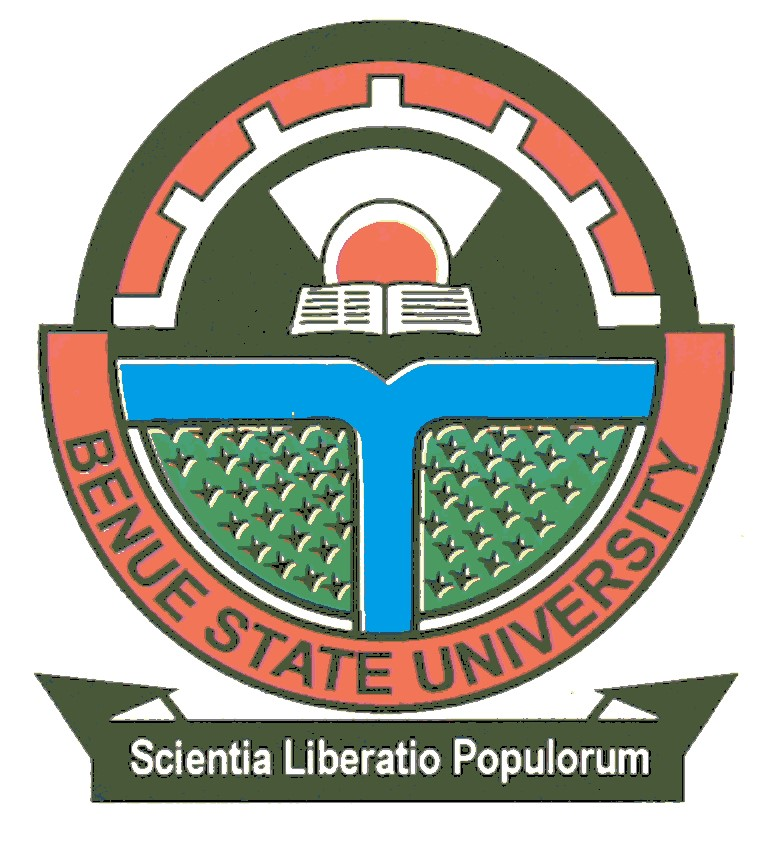 BENUE STATE UNIVERSITY
Scientia Liberatio Populorum